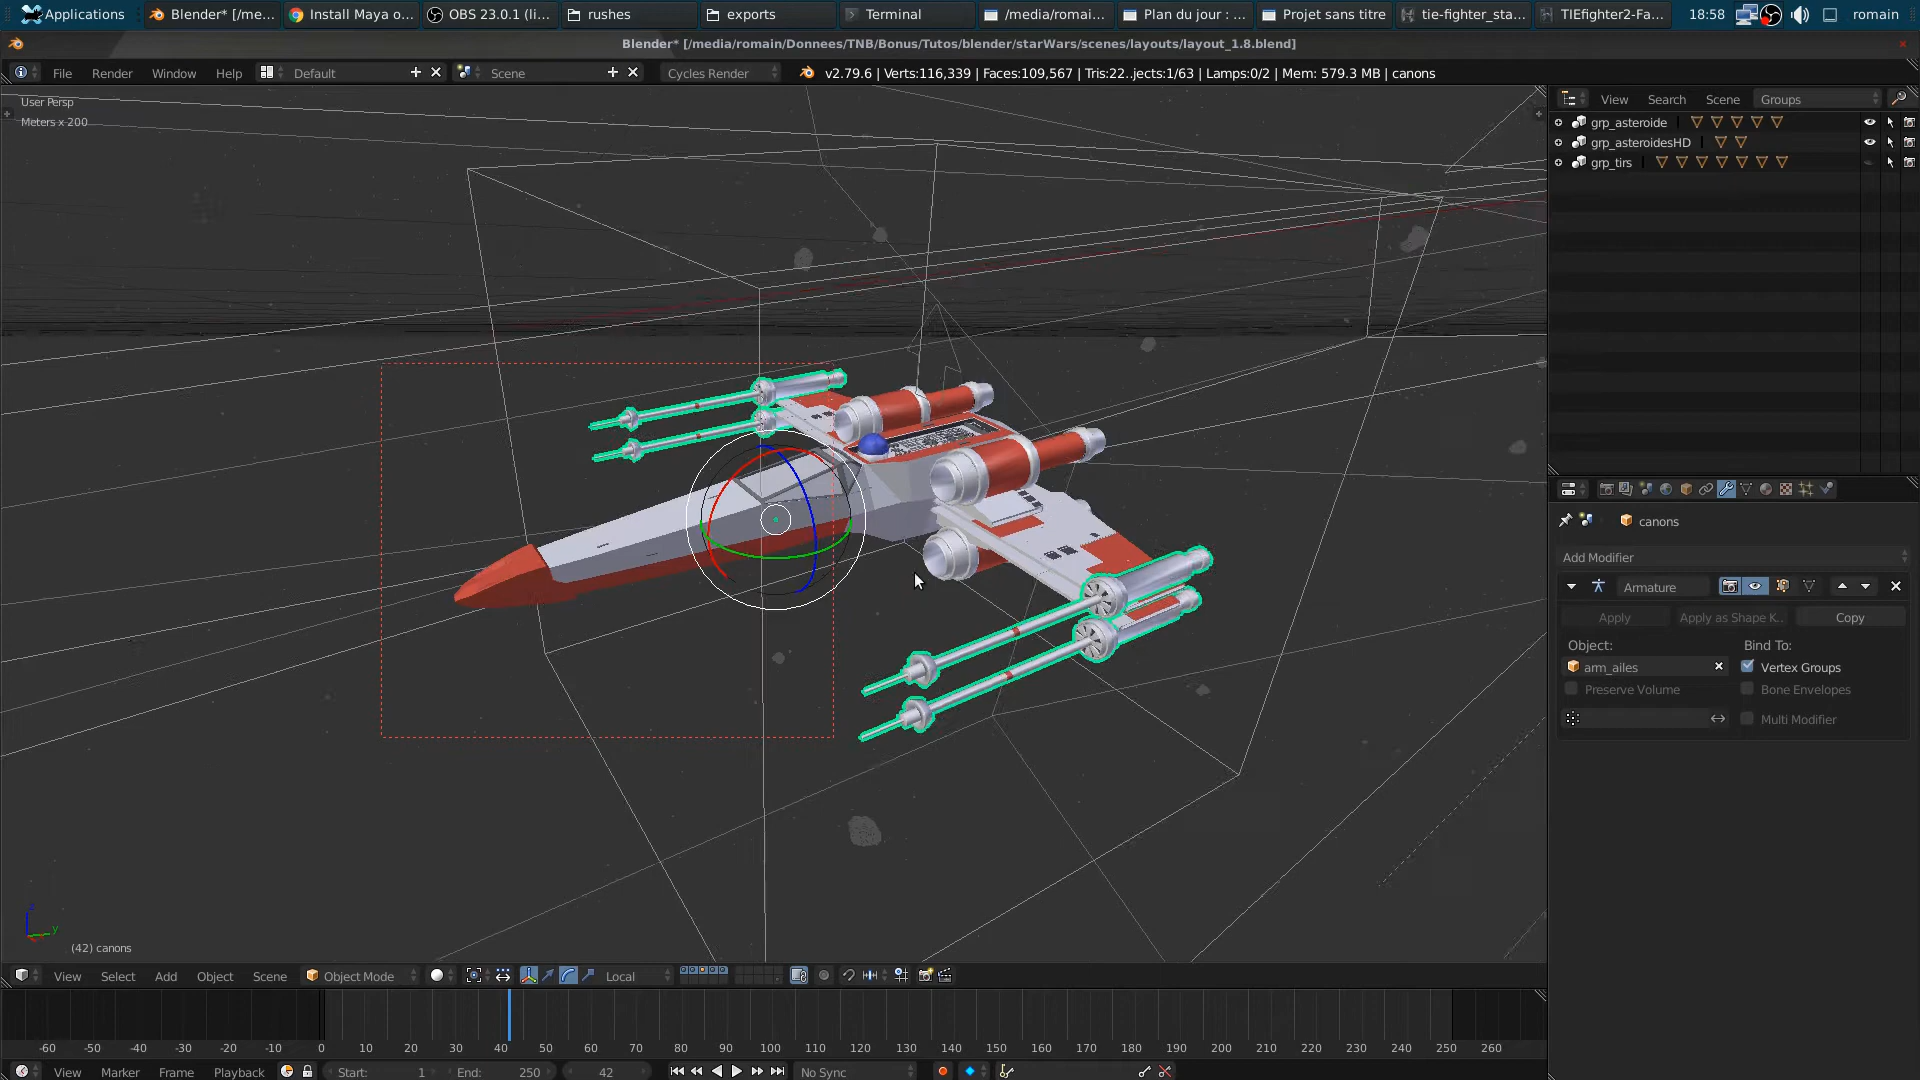 Applications
Blender* [/me...
Install Maya o...
OBS 23.0.1 (li...
rushes
exports
Terminal
/media/romai...
Plan du jour : ...
Projet sans titre
tie-fighter_sta...
TIEfighter2-Fa...
18:58
romain
Blender* [/media/romain/Donnees/TNB/Bonus/Tutos/blender/starWars/scenes/layouts/layout_1.8.blend]
File
Render
Window
Help
Default
Scene
Cycles Render
v2.79.6 | Verts:116,339 | Faces:109,567 | Tris:22..jects:1/63 | Lamps:0/2 | Mem: 579.3 MB | canons
User Persp
Meters x 200
View
Search
Scene
Groups
grp_asteroide
grp_asteroidesHD
grp_tirs
canons
Add Modifier
Armature
Apply
Apply as Shape K..
Copy
Object:
Bind To:
arm_ailes
Vertex Groups
Preserve Volume
Bone Envelopes
Multi Modifier
z
y
(42) canons
View
Select
Add
Object
Scene
Object Mode
Local
-60 -50 -40 -30 -20 -10 0 10 20 30 40 50 60 70 80 90 100 110 120 130 140 150 160 170 180 190 200 210 220 230 240 250 260
View
Marker
Frame
Playback
Start: 1
End: 250
42
No Sync